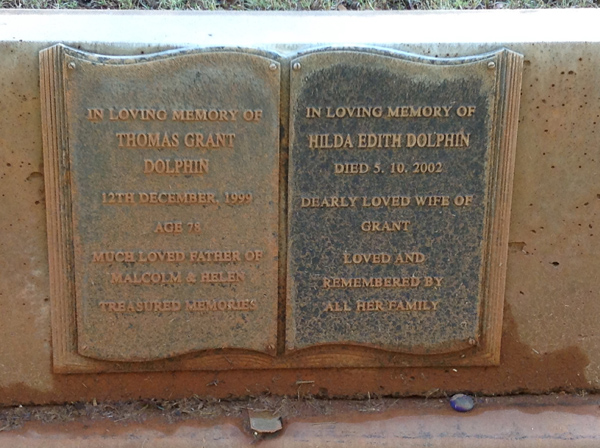 IN LOVING MEMORY OF
THOMAS GRANT
DOLPHIN
12TH DECEMBER, 1999
AGE 78
MUCH LOVED FATHER OF
MALCOLM & HELEN
TREASURED MEMORIES
IN LOVING MEMORY OF
HILDA EDITH DOLPHIN
DIED 5. 10. 2002
DEARLY LOVED WIFE OF
GRANT
LOVED AND
REMEMBERED BY
ALL HER FAMILY